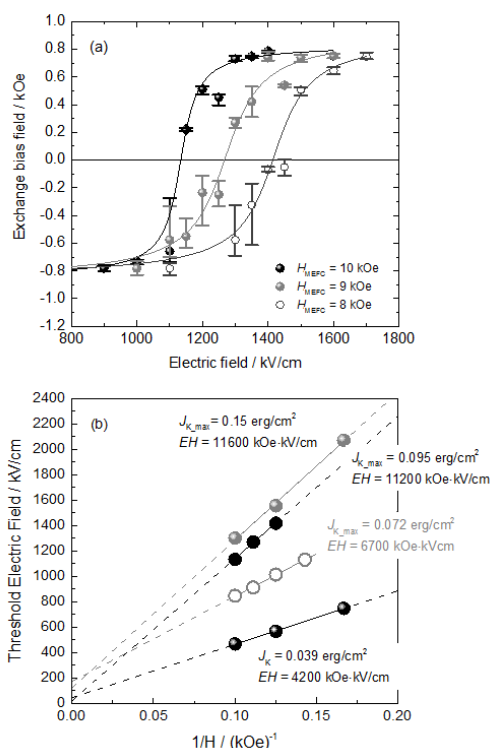 (a)
1.2
1.0
0.8
0.6
0.4
0.2
0.0
-0.2
-0.4
-0.6
-0.8
-1.0
-1.2
Exchange bias field / kOe
H_MEFC = 10 kOe
H_MEFC = 9 kOe
H_MEFC = 8 kOe
800 1000 1200 1400 1600 1800
Electric field / kV/cm
(b)
2400
2200
2000
1800
1600
1400
1200
1000
800
600
400
200
0
Threshold Electric Field / kV/cm
J_K_max = 0.15 erg/cm²
EH = 11600 kOe·kV/cm
J_K_max = 0.095 erg/cm²
EH = 11200 kOe·kV/cm
J_K_max = 0.072 erg/cm²
EH = 6700 kOe·kVcm
J_K = 0.039 erg/cm²
EH = 4200 kOe·kV/cm
0.00 0.05 0.10 0.15 0.20
1/H / (kOe)⁻¹